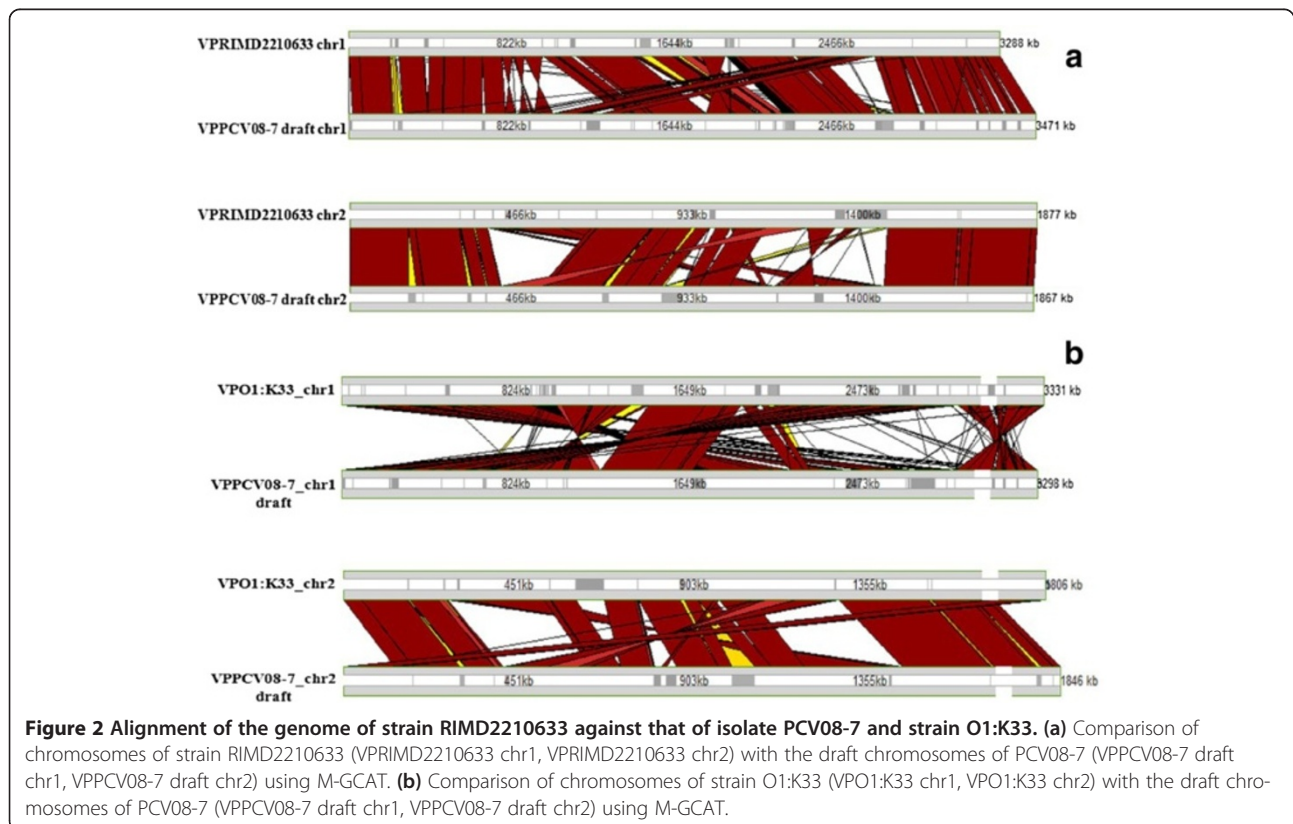 VPRIMD2210633 chr1
822kb 1644kb 2466kb 3288 kb
a
VPPCV08-7 draft chr1
822kb 1644kb 2466kb 3471 kb
VPRIMD2210633 chr2
466kb 933kb 1400kb 1877 kb
VPPCV08-7 draft chr2
466kb 933kb 1400kb 1867 kb
b
VPO1:K33_chr1
824kb 1649kb 2473kb 3331 kb
VPPCV08-7_chr1
draft
824kb 1649kb 2473kb 3298 kb
VPO1:K33_chr2
451kb 903kb 1355kb 1806 kb
VPPCV08-7_chr2
draft
451kb 903kb 1355kb 1846 kb
Figure 2 Alignment of the genome of strain RIMD2210633 against that of isolate PCV08-7 and strain O1:K33. (a) Comparison of
chromosomes of strain RIMD2210633 (VPRIMD2210633 chr1, VPRIMD2210633 chr2) with the draft chromosomes of PCV08-7 (VPPCV08-7 draft
chr1, VPPCV08-7 draft chr2) using M-GCAT. (b) Comparison of chromosomes of strain O1:K33 (VPO1:K33 chr1, VPO1:K33 chr2) with the draft chro-
mosomes of PCV08-7 (VPPCV08-7 draft chr1, VPPCV08-7 draft chr2) using M-GCAT.